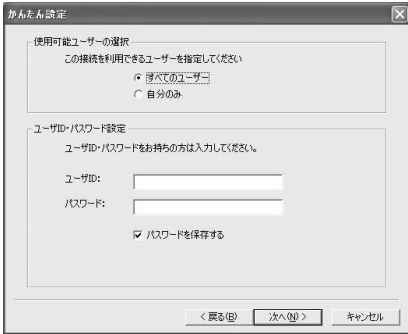 かんたん設定
使用可能ユーザーの選択
この接続を利用できるユーザーを指定してください
すべてのユーザー
自分のみ
ユーザID・パスワード設定
ユーザID・パスワードをお持ちの方は入力してください。
ユーザID:
パスワード:
パスワードを保存する
< 戻る(B) 次へ(N) > キャンセル